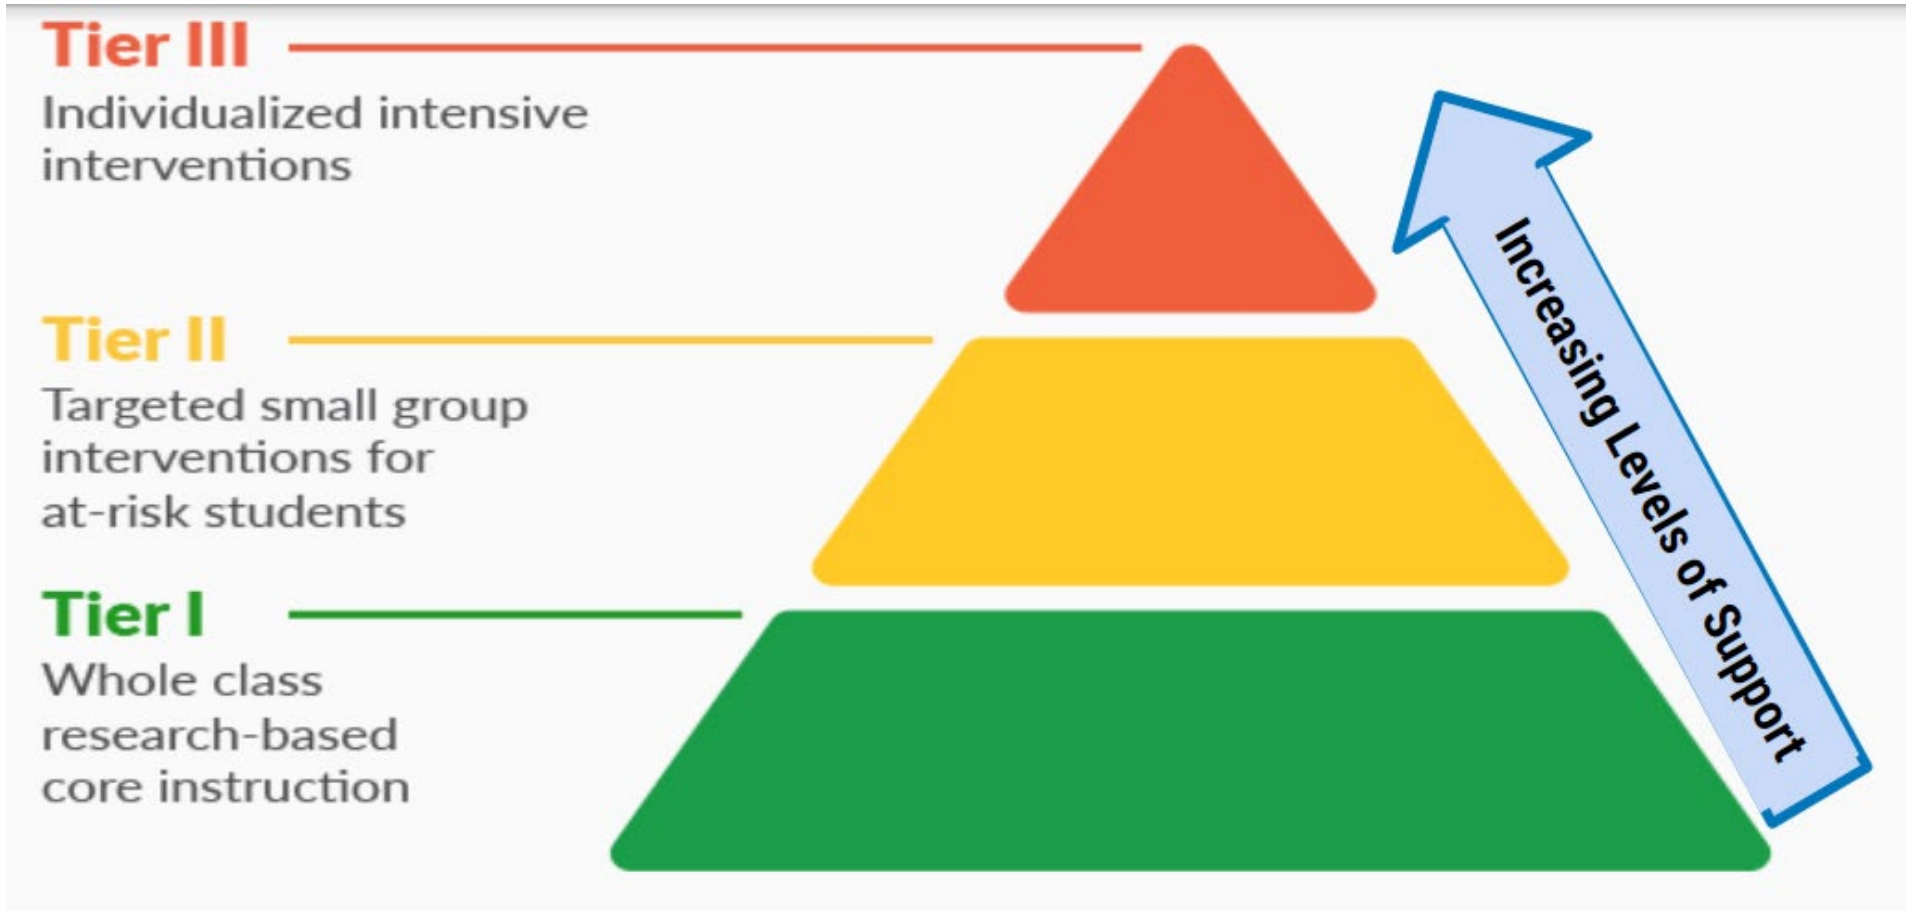 Tier III
Individualized intensive
interventions
Tier II
Targeted small group
interventions for
at-risk students
Tier I
Whole class
research-based
core instruction
Increasing Levels of Support